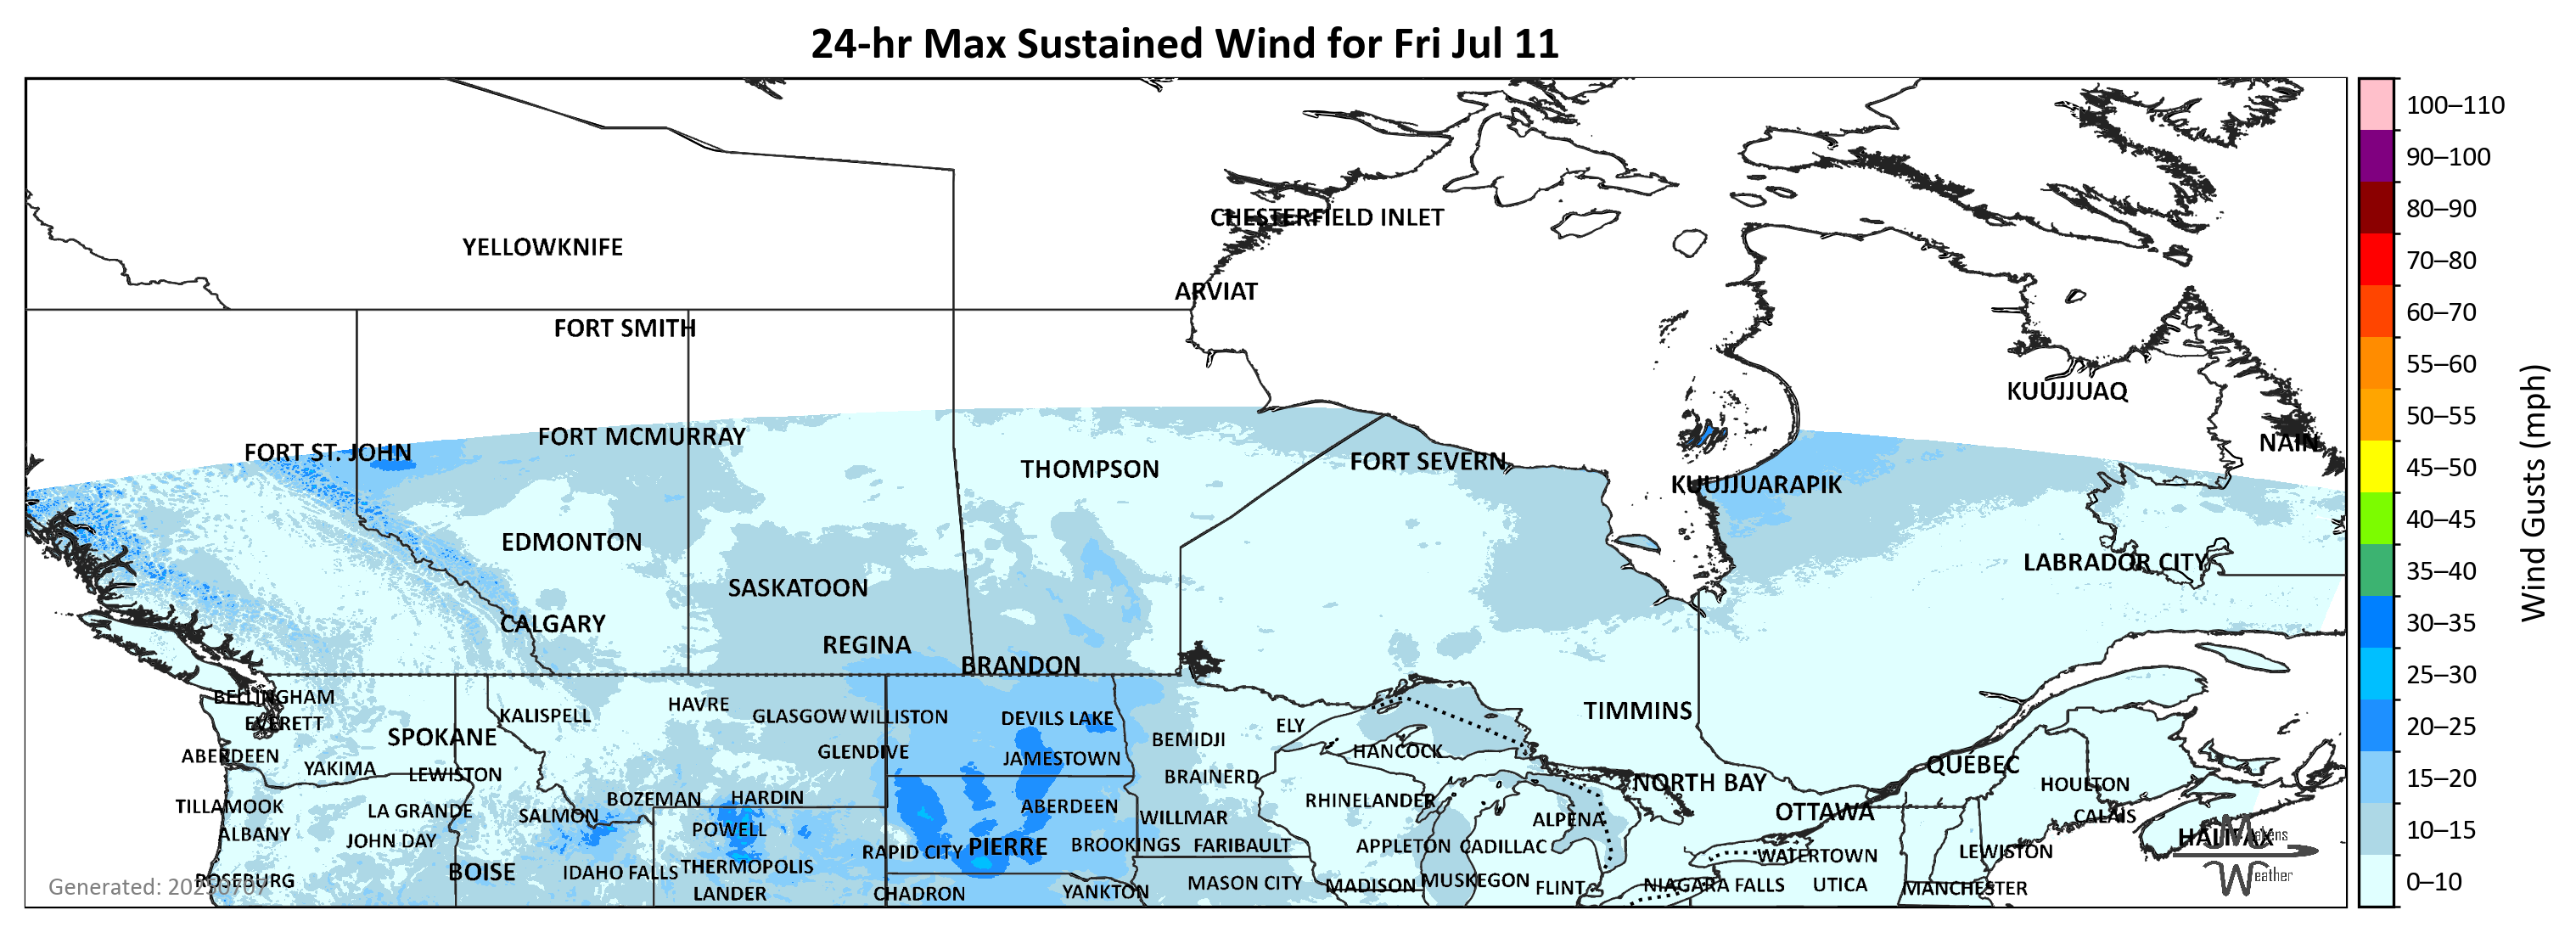 24-hr Max Sustained Wind for Fri Jul 11
100–110
90–100
80–90
CHESTERFIELD INLET
YELLOWKNIFE
70–80
ARVIAT
60–70
FORT SMITH
55–60
KUUJJUAQ
50–55
FORT MCMURRAY
NAIN
FORT ST. JOHN
THOMPSON
FORT SEVERN
45–50
KUUJJUARAPIK
40–45
Wind Gusts (mph)
EDMONTON
LABRADOR CITY
35–40
SASKATOON
CALGARY
30–35
REGINA
BRANDON
25–30
BELLINGHAM
HAVRE
TIMMINS
KALISPELL
GLASGOW
WILLISTON
DEVILS LAKE
EVERETT
ELY
20–25
SPOKANE
BEMIDJI
GLENDIVE
HANCOCK
ABERDEEN
JAMESTOWN
QUÉBEC
YAKIMA
LEWISTON
BRAINERD
15–20
NORTH BAY
HOULTON
BOZEMAN
HARDIN
RHINELANDER
TILLAMOOK
ABERDEEN
LA GRANDE
OTTAWA
SALMON
WILLMAR
CALAIS
ALPENA
10–15
POWELL
ALBANY
HALIFAX
Makens
Weather
JOHN DAY
PIERRE
BROOKINGS
FARIBAULT
APPLETON
CADILLAC
RAPID CITY
LEWISTON
WATERTOWN
THERMOPOLIS
BOISE
IDAHO FALLS
ROSEBURG
MUSKEGON
0–10
MASON CITY
MADISON
NIAGARA FALLS
UTICA
Generated: 20250707
FLINT
MANCHESTER
YANKTON
LANDER
CHADRON